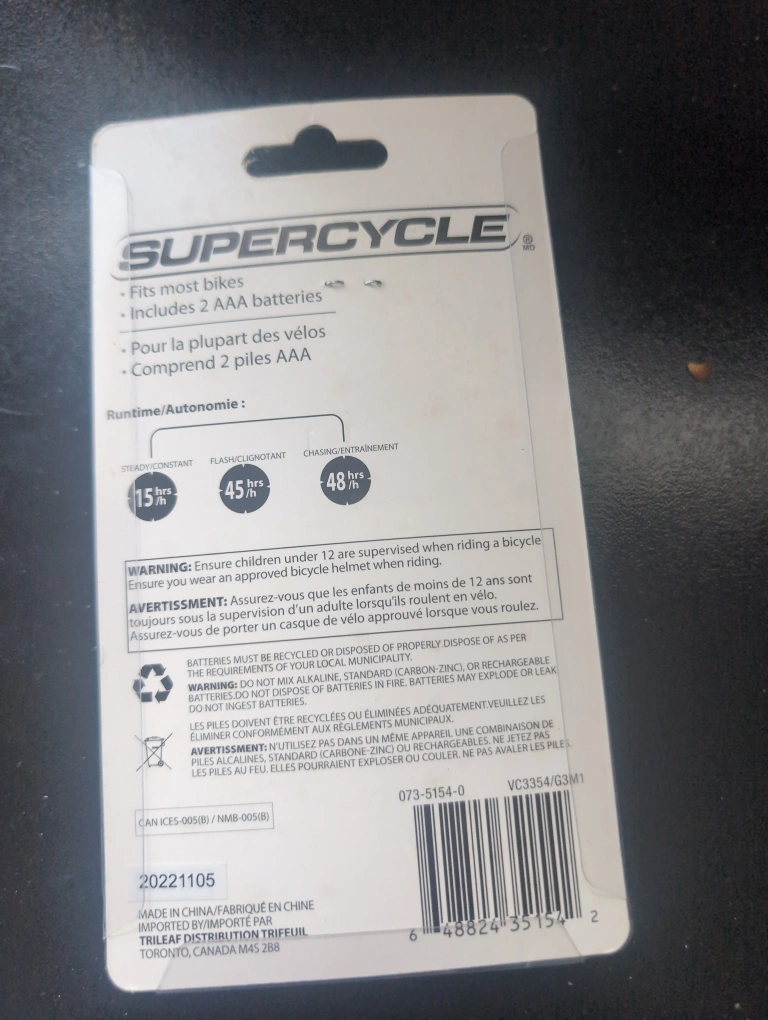 SUPERCYCLE ® MD
• Fits most bikes
• Includes 2 AAA batteries
• Pour la plupart des vélos
• Comprend 2 piles AAA
Runtime/Autonomie :
STEADY/CONSTANT FLASH/CLIGNOTANT CHASING/ENTRAÎNEMENT
15 hrs/h 45 hrs/h 48 hrs/h
WARNING: Ensure children under 12 are supervised when riding a bicycle
Ensure you wear an approved bicycle helmet when riding.
AVERTISSEMENT: Assurez-vous que les enfants de moins de 12 ans sont
toujours sous la supervision d'un adulte lorsqu'ils roulent en vélo.
Assurez-vous de porter un casque de vélo approuvé lorsque vous roulez.
BATTERIES MUST BE RECYCLED OR DISPOSED OF PROPERLY.DISPOSE OF AS PER
THE REQUIREMENTS OF YOUR LOCAL MUNICIPALITY.
WARNING: DO NOT MIX ALKALINE, STANDARD (CARBON-ZINC), OR RECHARGEABLE
BATTERIES.DO NOT DISPOSE OF BATTERIES IN FIRE. BATTERIES MAY EXPLODE OR LEAK
DO NOT INGEST BATTERIES.
LES PILES DOIVENT ÊTRE RECYCLÉES OU ÉLIMINÉES ADÉQUATEMENT.VEUILLEZ LES
ÉLIMINER CONFORMÉMENT AUX RÈGLEMENTS MUNICIPAUX.
AVERTISSEMENT: N'UTILISEZ PAS DANS UN MÊME APPAREIL UNE COMBINAISON DE
PILES ALCALINES, STANDARD (CARBONE-ZINC) OU RECHARGEABLES. NE JETEZ PAS
LES PILES AU FEU. ELLES POURRAIENT EXPLOSER OU COULER. NE PAS AVALER LES PILES.
073-5154-0 VC3354/G3M1
CAN ICES-005(B) / NMB-005(B)
20221105
MADE IN CHINA/FABRIQUÉ EN CHINE
IMPORTED BY/IMPORTÉ PAR
TRILEAF DISTRIBUTION TRIFEUIL
TORONTO, CANADA M4S 2B8
6 48824 35154 2